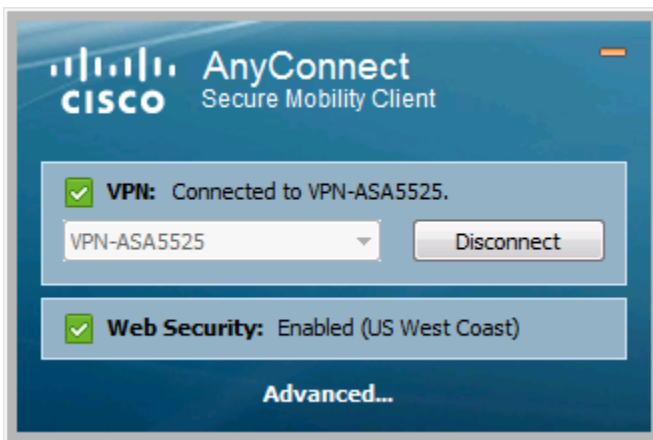 AnyConnect
CISCO
Secure Mobility Client
VPN: Connected to VPN-ASA5525.
VPN-ASA5525
Disconnect
Web Security: Enabled (US West Coast)
Advanced...